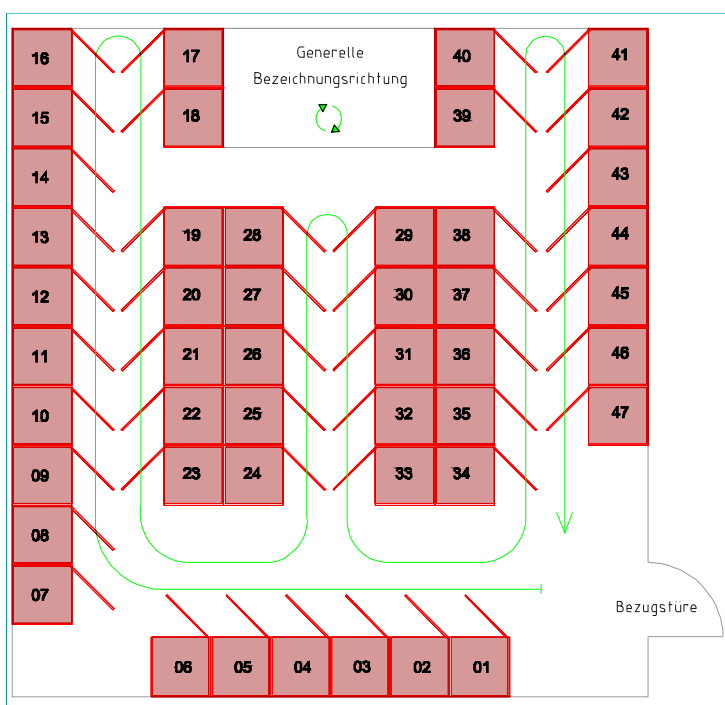 16 17 Generelle 40 41
Bezeichnungsrichtung
15 18 39 42
14 43
13 19 28 29 38 44
12 20 27 30 37 45
11 21 26 31 36 46
10 22 25 32 35 47
09 23 24 33 34
08
07 Bezugstüre
06 05 04 03 02 01